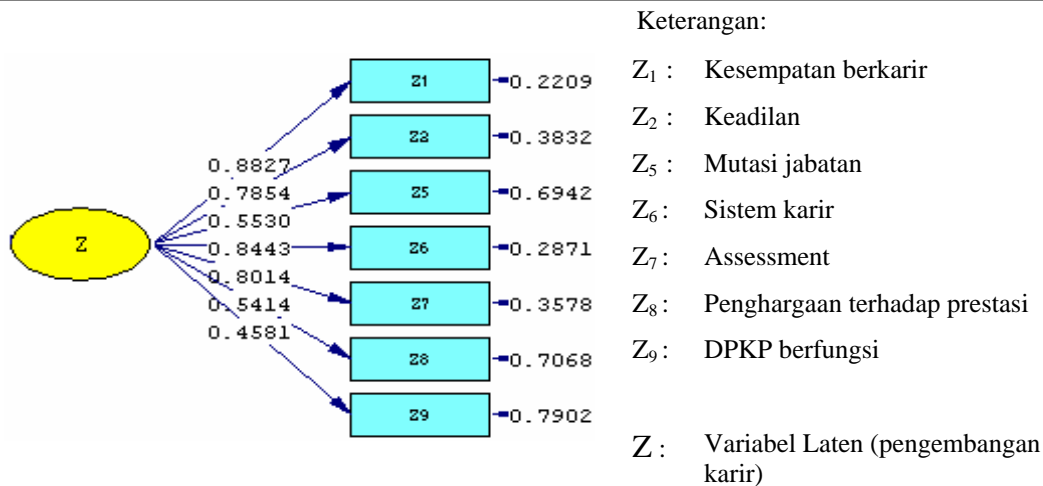 Keterangan:
Z1 : Kesempatan berkarir
Z2 : Keadilan
Z5 : Mutasi jabatan
Z6 : Sistem karir
Z7 : Assessment
Z8 : Penghargaan terhadap prestasi
Z9 : DPKP berfungsi
Z : Variabel Laten (pengembangan
karir)
Z
0.8827
0.7854
0.5530
0.8443
0.8014
0.5414
0.4581
Z1 0.2209
Z2 0.3832
Z5 0.6942
Z6 0.2871
Z7 0.3578
Z8 0.7068
Z9 0.7902